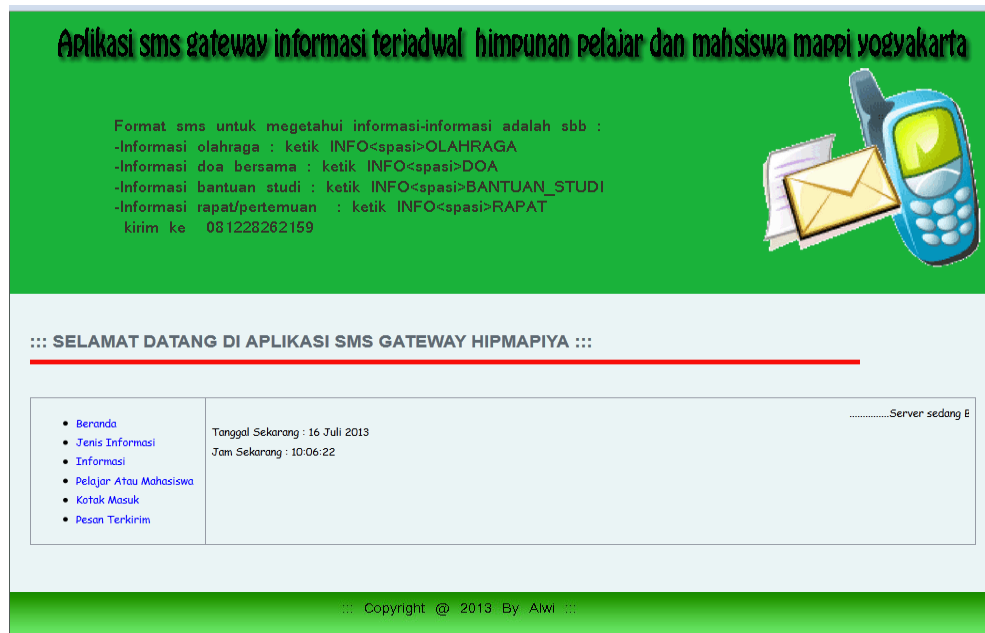 Aplikasi sms gateway informasi terjadwal himpunan pelajar dan mahsiswa mappi yogyakarta
Format sms untuk megetahui informasi-informasi adalah sbb :
-Informasi olahraga : ketik INFO<spasi>OLAHRAGA
-Informasi doa bersama : ketik INFO<spasi>DOA
-Informasi bantuan studi : ketik INFO<spasi>BANTUAN_STUDI
-Informasi rapat/pertemuan : ketik INFO<spasi>RAPAT
kirim ke 081228262159
::: SELAMAT DATANG DI APLIKASI SMS GATEWAY HIPMAPIYA :::
Beranda
Jenis Informasi
Informasi
Pelajar Atau Mahasiswa
Kotak Masuk
Pesan Terkirim
...............Server sedang B
Tanggal Sekarang : 16 Juli 2013
Jam Sekarang : 10:06:22
::: Copyright @ 2013 By Alwi :::